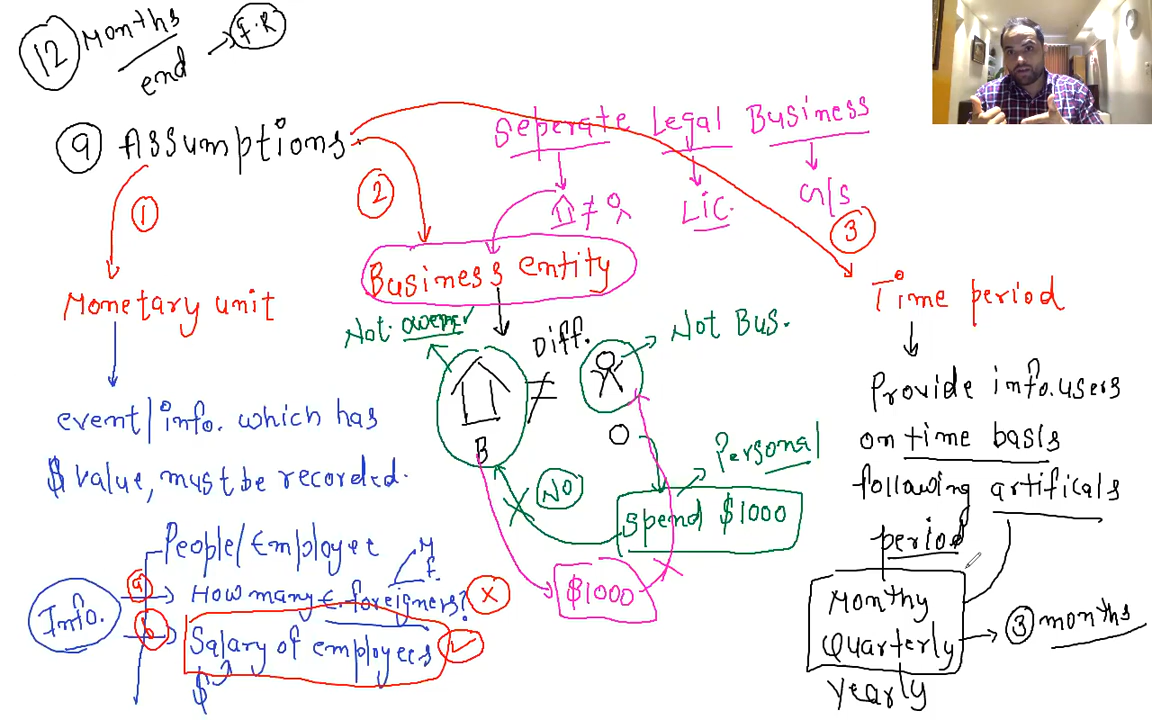 12 Months
end
F.R
9 Assumptions
Seperate Legal Business
≠
LiC.
G/S
1
2
3
Business entity
Monetary unit
Time period
Not owner
Diff.
Not Bus.
≠
B
O
event/info. which has
$ value, must be recorded.
Provide info. users
on time basis
following artificals
period
Personal
NO
Spend $1000
$1000
People/Employee
M
f.
Info.
a
How many E. foreigners?
X
b
Salary of employees
$
Monthy
Quarterly
3 months
yearly